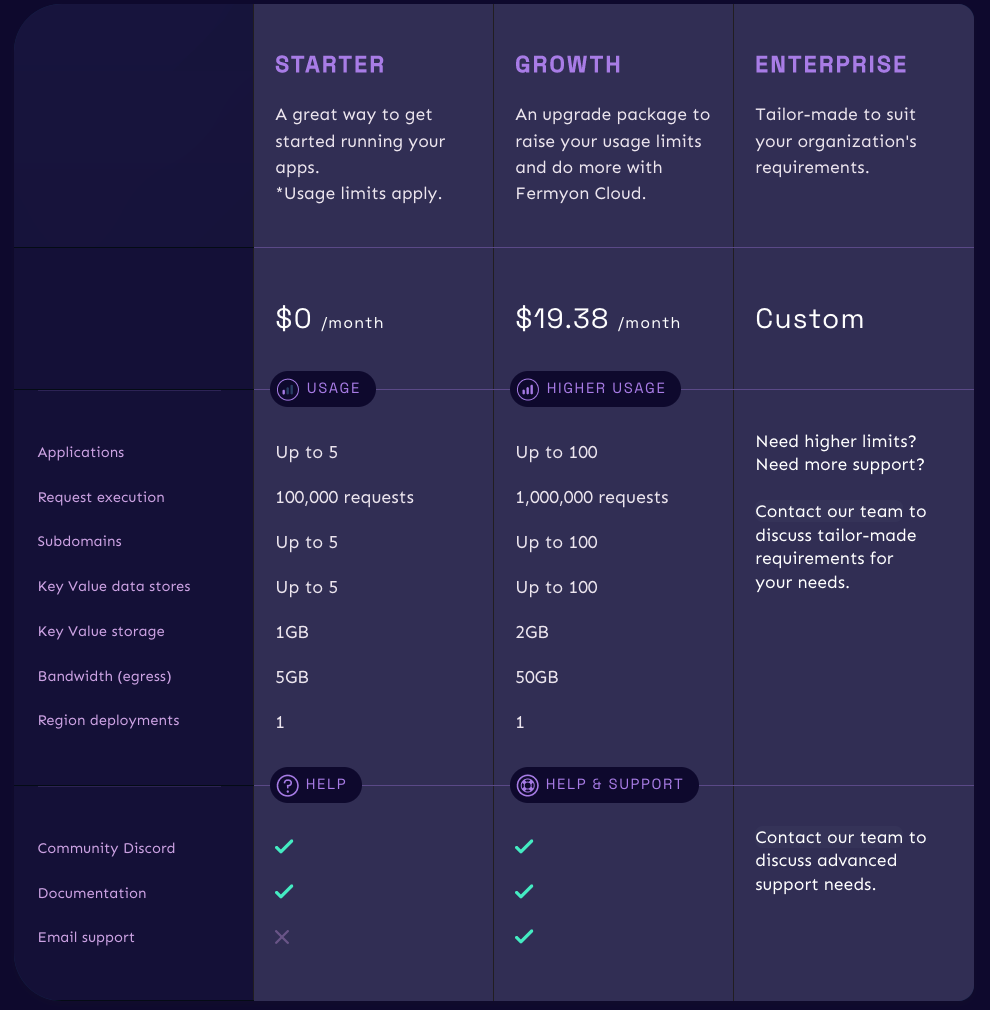 STARTER
A great way to get
started running your
apps.
*Usage limits apply.
GROWTH
An upgrade package to
raise your usage limits
and do more with
Fermyon Cloud.
ENTERPRISE
Tailor-made to suit
your organization's
requirements.
$0 /month
$19.38 /month
Custom
USAGE
HIGHER USAGE
Applications
Up to 5
Up to 100
Request execution
100,000 requests
1,000,000 requests
Subdomains
Up to 5
Up to 100
Key Value data stores
Up to 5
Up to 100
Key Value storage
1GB
2GB
Bandwidth (egress)
5GB
50GB
Region deployments
1
1
Need higher limits?
Need more support?
Contact our team to
discuss tailor-made
requirements for
your needs.
HELP
HELP & SUPPORT
Community Discord
Documentation
Email support
Contact our team to
discuss advanced
support needs.